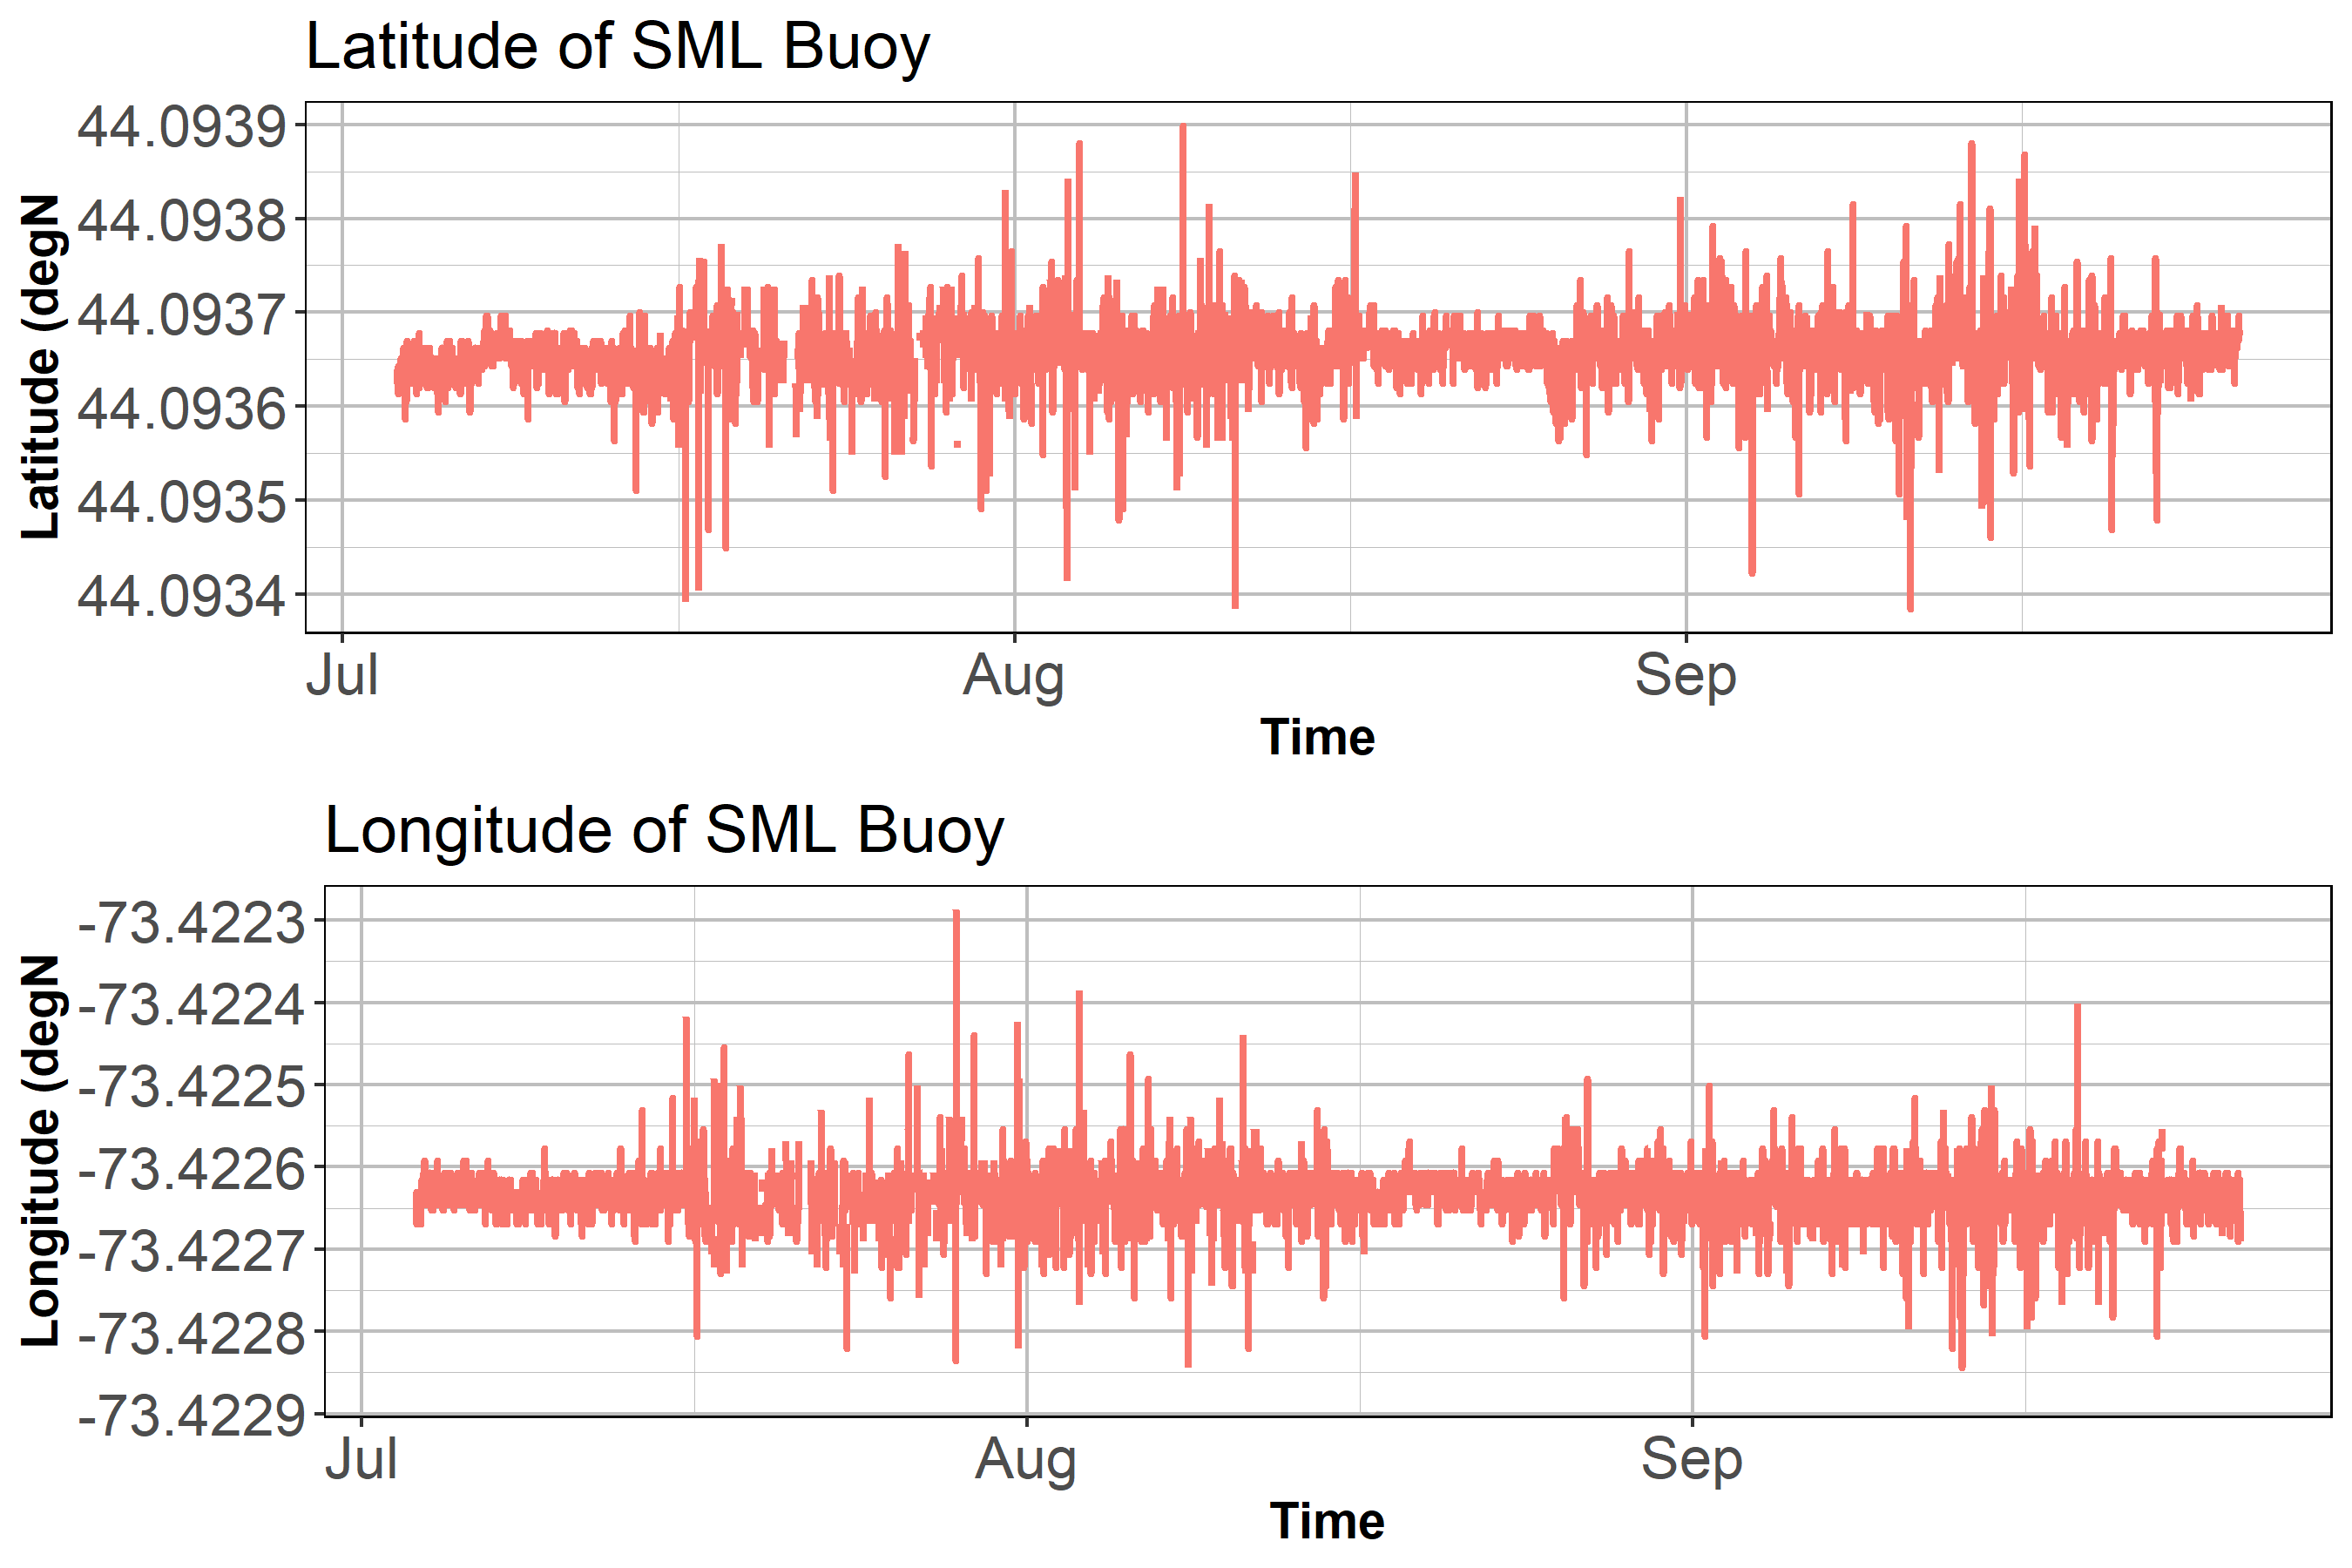 Latitude of SML Buoy
Latitude (degN
44.0939
44.0938
44.0937
44.0936
44.0935
44.0934
Jul Aug Sep
Time
Longitude of SML Buoy
Longitude (degN
-73.4223
-73.4224
-73.4225
-73.4226
-73.4227
-73.4228
-73.4229
Jul Aug Sep
Time